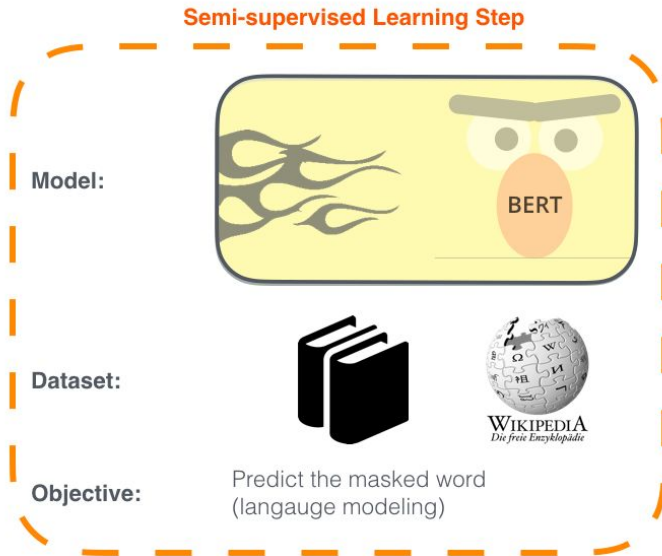 Semi-supervised Learning Step
Model:
BERT
Dataset:
WIKIPEDIA
Die freie Enzyklopädie
Objective:
Predict the masked word
(langauge modeling)